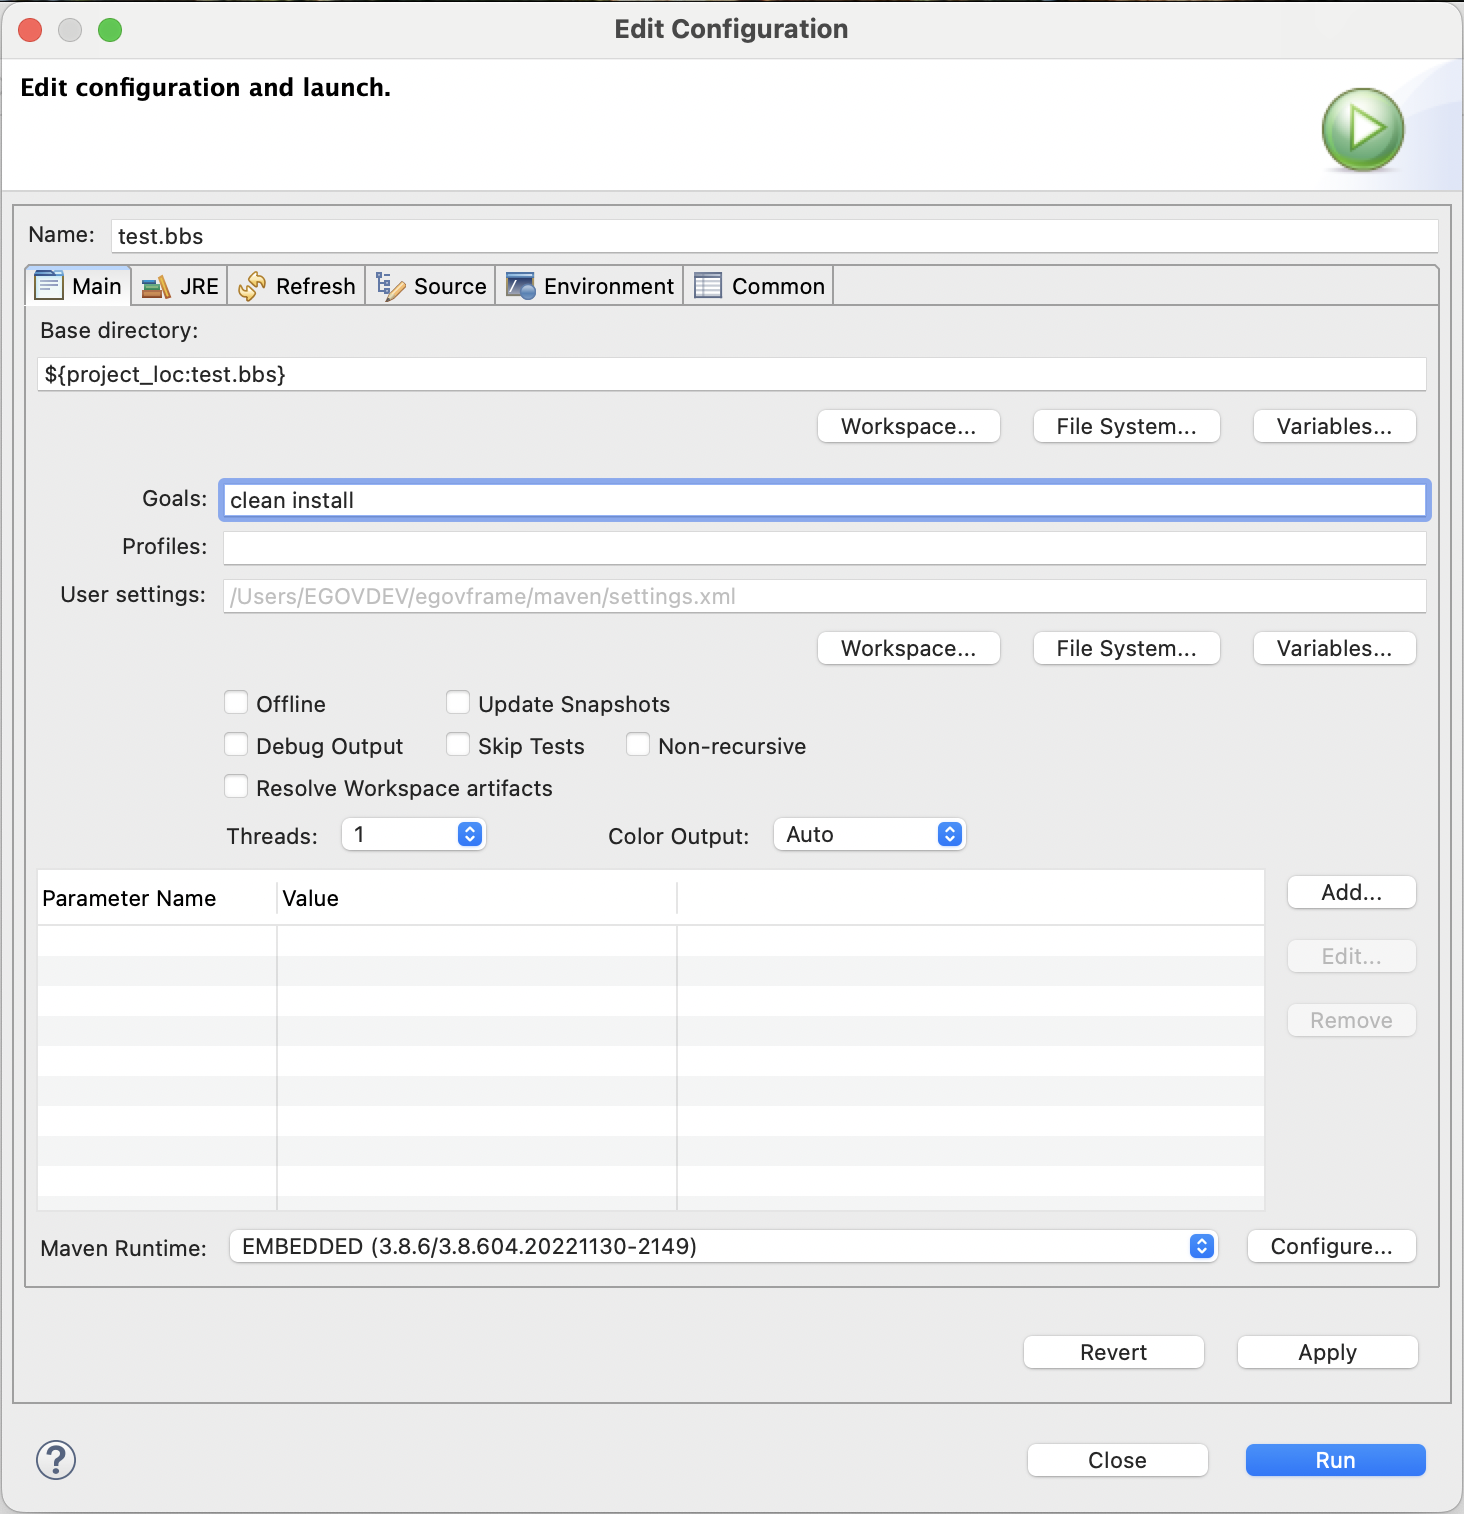 Edit Configuration
Edit configuration and launch.
Name: test.bbs
Main JRE Refresh Source Environment Common
Base directory:
${project_loc:test.bbs}
Workspace... File System... Variables...
Goals: clean install
Profiles:
User settings: /Users/EGOVDEV/egovframe/maven/settings.xml
Workspace... File System... Variables...
Offline Update Snapshots
Debug Output Skip Tests Non-recursive
Resolve Workspace artifacts
Threads: 1 Color Output: Auto
Parameter Name Value Add...
Edit...
Remove
Maven Runtime: EMBEDDED (3.8.6/3.8.604.20221130-2149) Configure...
Revert Apply
? Close Run